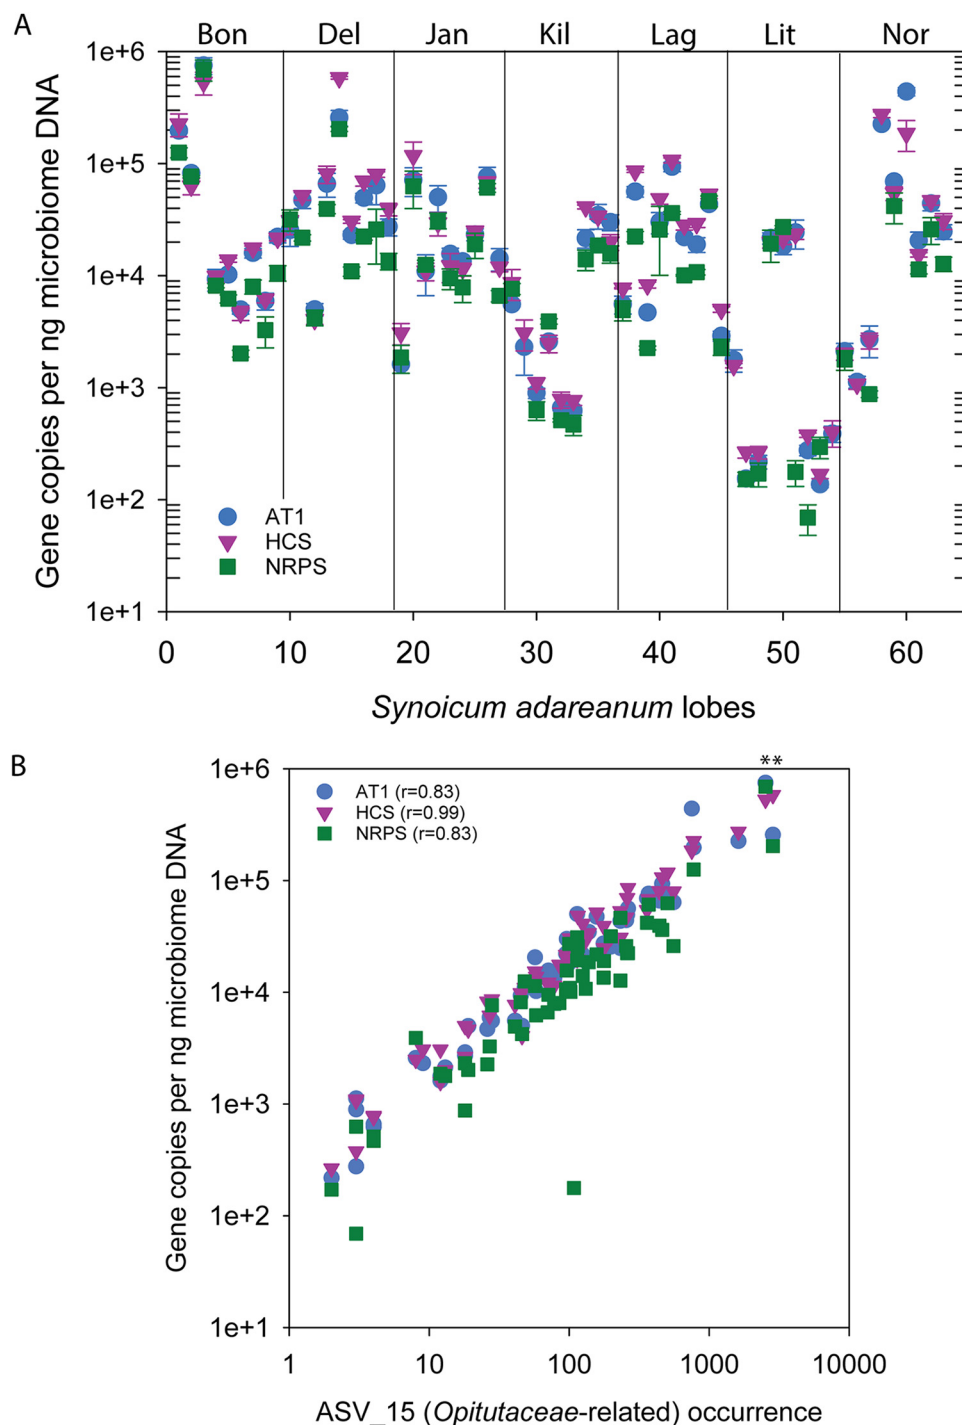 A
Bon Del Jan Kil Lag Lit Nor
1e+6
1e+5
1e+4
1e+3
1e+2
1e+1
Gene copies per ng microbiome DNA
AT1
HCS
NRPS
0 10 20 30 40 50 60
Synoicum adareanum lobes
B
**
1e+6
1e+5
1e+4
1e+3
1e+2
1e+1
Gene copies per ng microbiome DNA
AT1 (r=0.83)
HCS (r=0.99)
NRPS (r=0.83)
1 10 100 1000 10000
ASV_15 (Opitutaceae-related) occurrence